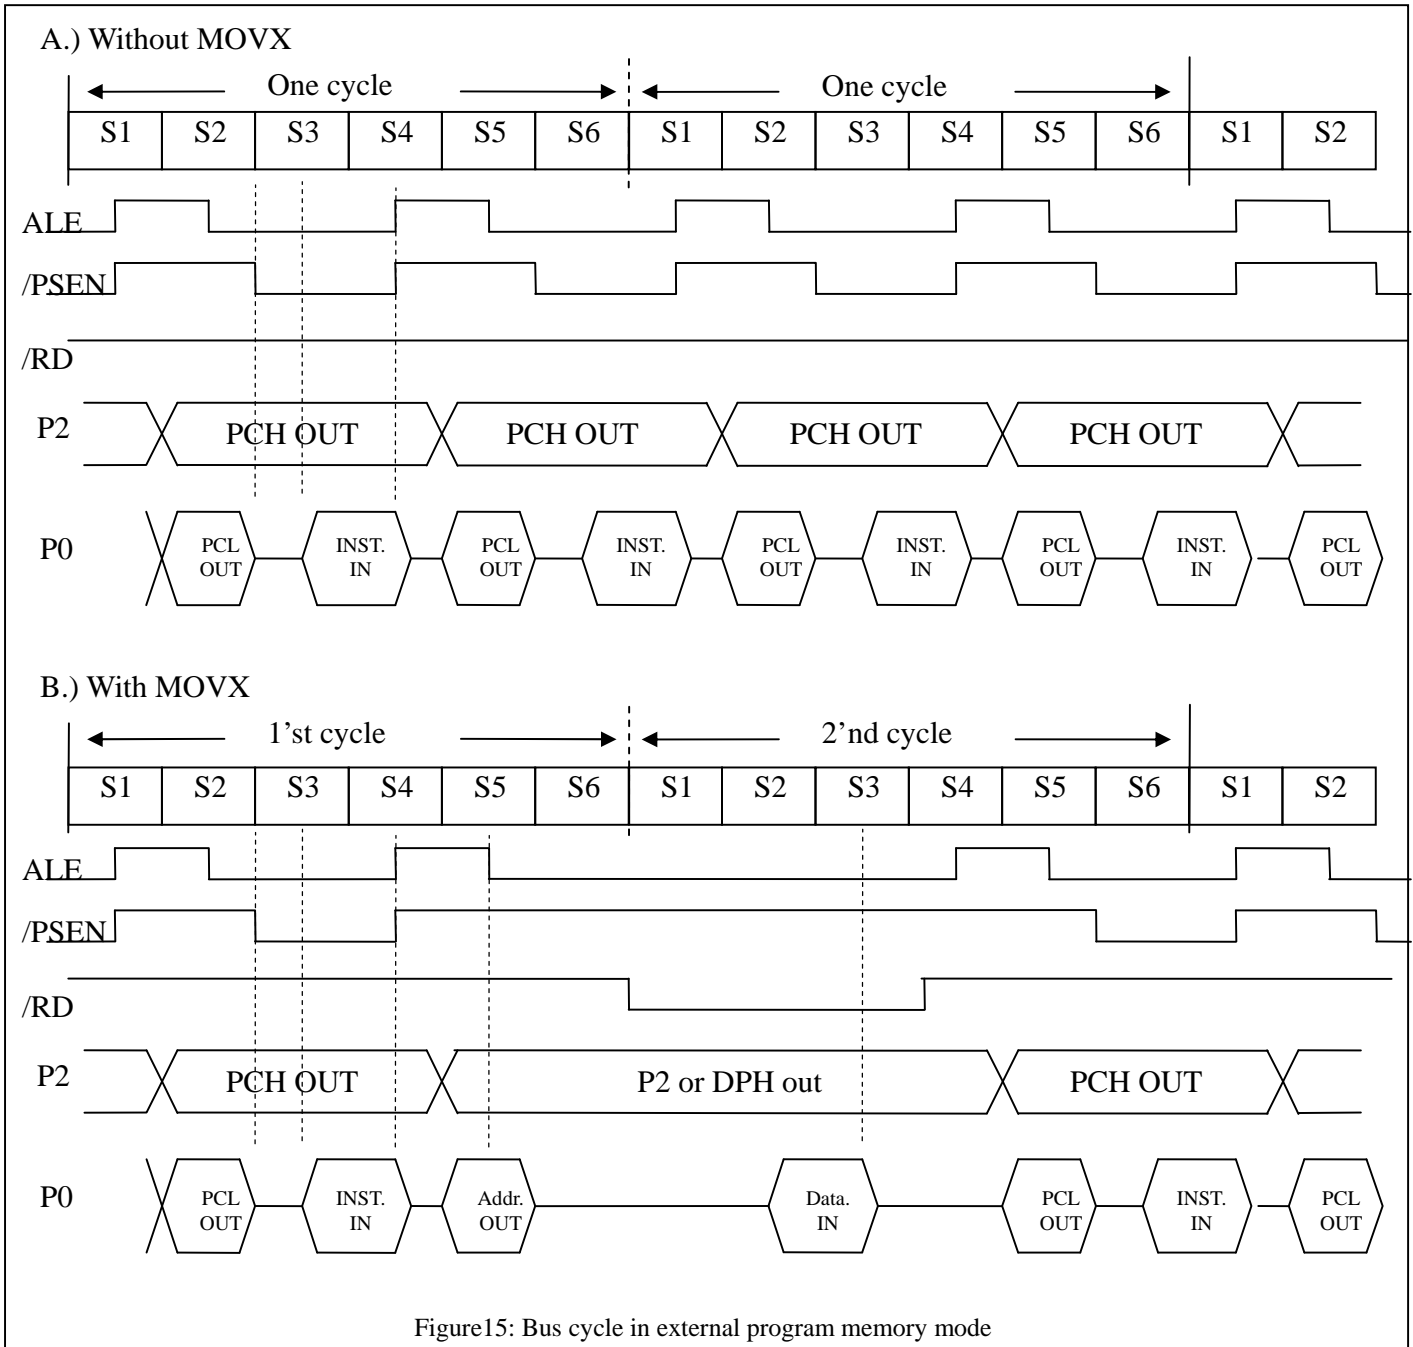 A.) Without MOVX
One cycle One cycle
S1 S2 S3 S4 S5 S6 S1 S2 S3 S4 S5 S6 S1 S2
ALE
/PSEN
/RD
P2 PCH OUT PCH OUT PCH OUT PCH OUT
P0 PCL OUT INST. IN PCL OUT INST. IN PCL OUT INST. IN PCL OUT INST. IN PCL OUT
B.) With MOVX
1’st cycle 2’nd cycle
S1 S2 S3 S4 S5 S6 S1 S2 S3 S4 S5 S6 S1 S2
ALE
/PSEN
/RD
P2 PCH OUT P2 or DPH out PCH OUT
P0 PCL OUT INST. IN Addr. OUT Data. IN PCL OUT INST. IN PCL OUT
Figure15: Bus cycle in external program memory mode